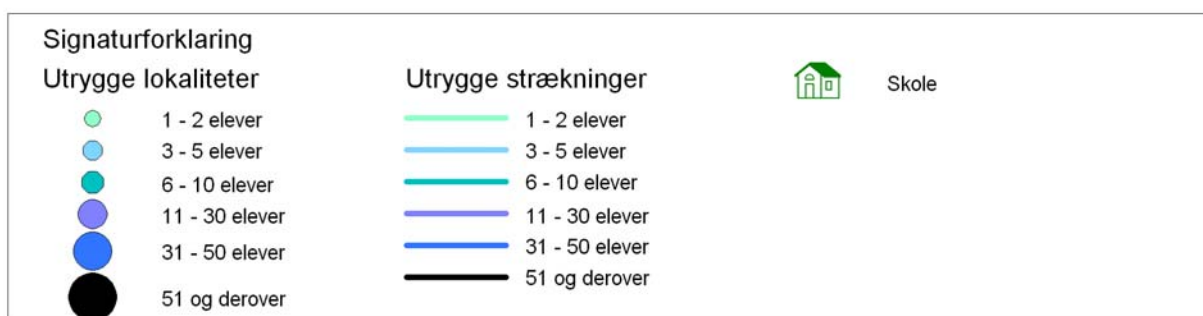 Signaturforklaring
Utrygge lokaliteter
1 - 2 elever
3 - 5 elever
6 - 10 elever
11 - 30 elever
31 - 50 elever
51 og derover
Utrygge strækninger
1 - 2 elever
3 - 5 elever
6 - 10 elever
11 - 30 elever
31 - 50 elever
51 og derover
Skole